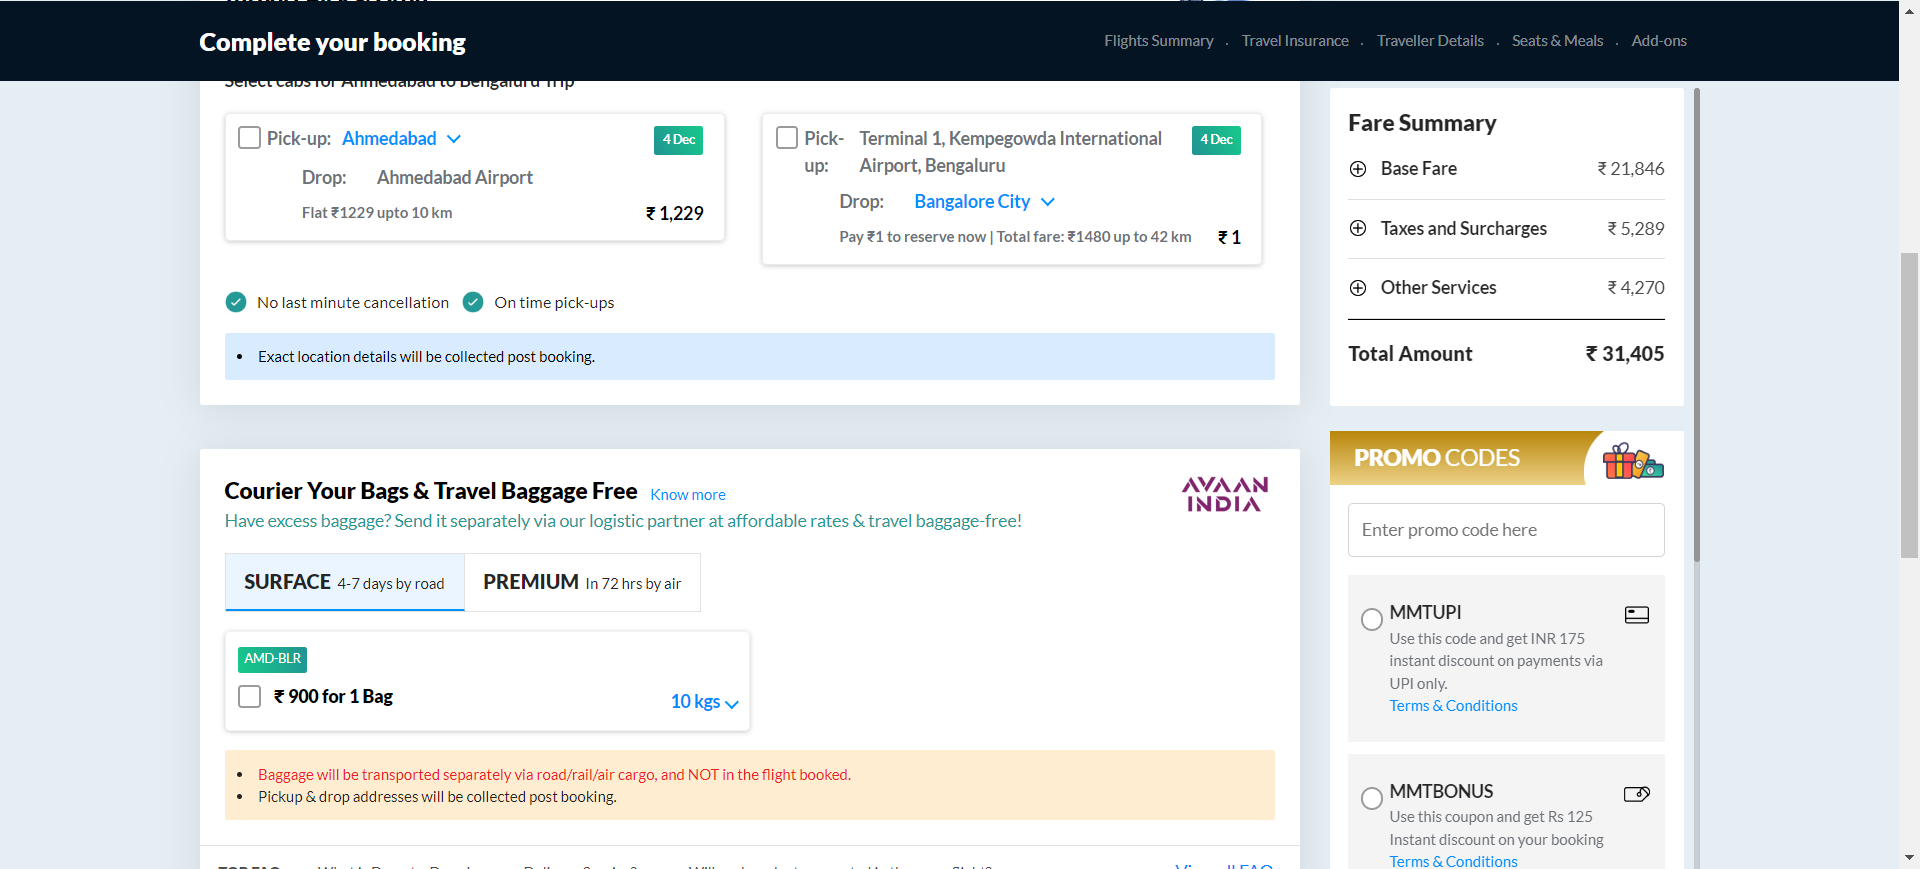 Complete your booking
Flights Summary . Travel Insurance . Traveller Details . Seats & Meals . Add-ons
Select cabs for Ahmedabad to Bengaluru Trip
Pick-up: Ahmedabad
4 Dec
Drop: Ahmedabad Airport
Flat ₹1229 upto 10 km
₹ 1,229
Pick-up: Terminal 1, Kempegowda International
Airport, Bengaluru
4 Dec
Drop: Bangalore City
Pay ₹1 to reserve now | Total fare: ₹1480 up to 42 km
₹ 1
No last minute cancellation
On time pick-ups
• Exact location details will be collected post booking.
Courier Your Bags & Travel Baggage Free Know more
Have excess baggage? Send it separately via our logistic partner at affordable rates & travel baggage-free!
AVAAN
INDIA
SURFACE 4-7 days by road
PREMIUM In 72 hrs by air
AMD-BLR
₹ 900 for 1 Bag
10 kgs
• Baggage will be transported separately via road/rail/air cargo, and NOT in the flight booked.
• Pickup & drop addresses will be collected post booking.
Fare Summary
Base Fare ₹ 21,846
Taxes and Surcharges ₹ 5,289
Other Services ₹ 4,270
Total Amount ₹ 31,405
PROMO CODES
Enter promo code here
MMTUPI
Use this code and get INR 175
instant discount on payments via
UPI only.
Terms & Conditions
MMTBONUS
Use this coupon and get Rs 125
Instant discount on your booking
Terms & Conditions